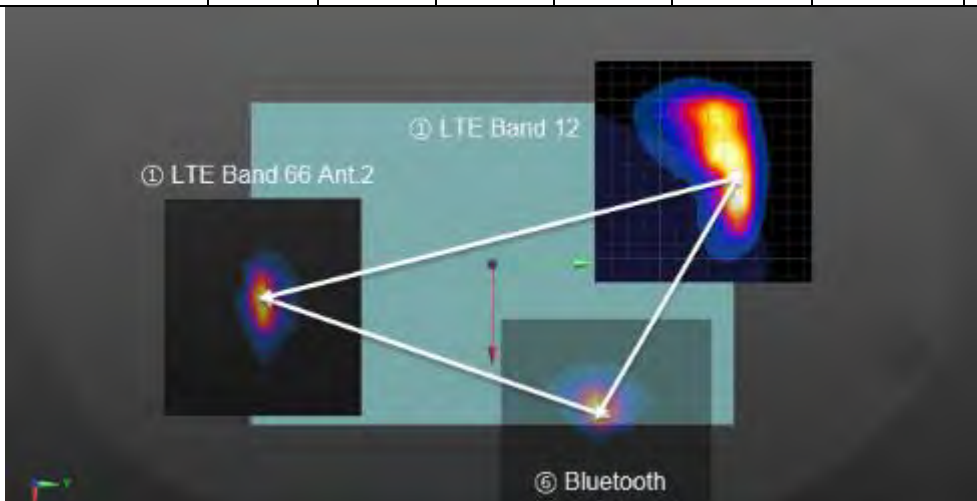 ① LTE Band 12
① LTE Band 66 Ant.2
⑥ Bluetooth
Y